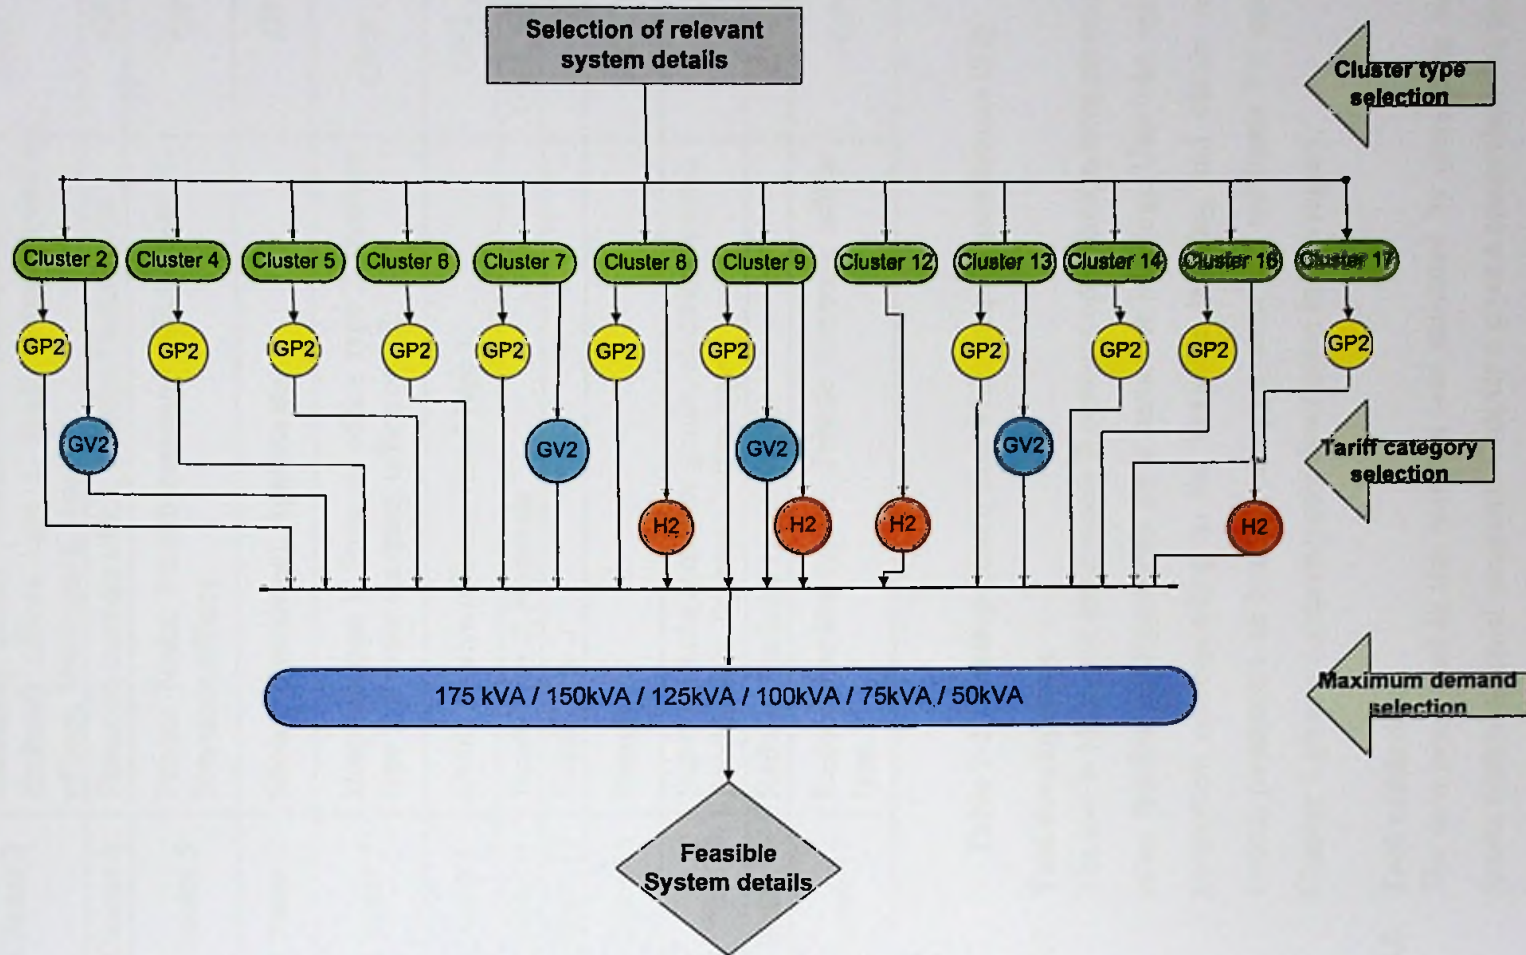 Selection of relevant
system details
Cluster type
selection
Cluster 2
Cluster 4
Cluster 5
Cluster 6
Cluster 7
Cluster 8
Cluster 9
Cluster 12
Cluster 13
Cluster 14
Cluster 16
Cluster 17
GP2
GP2
GP2
GP2
GP2
GP2
GP2
GP2
GP2
GP2
GP2
GV2
GV2
GV2
GV2
Tariff category
selection
H2
H2
H2
H2
Maximum demand
selection
175 kVA / 150kVA / 125kVA / 100kVA / 75kVA / 50kVA
Feasible
System details